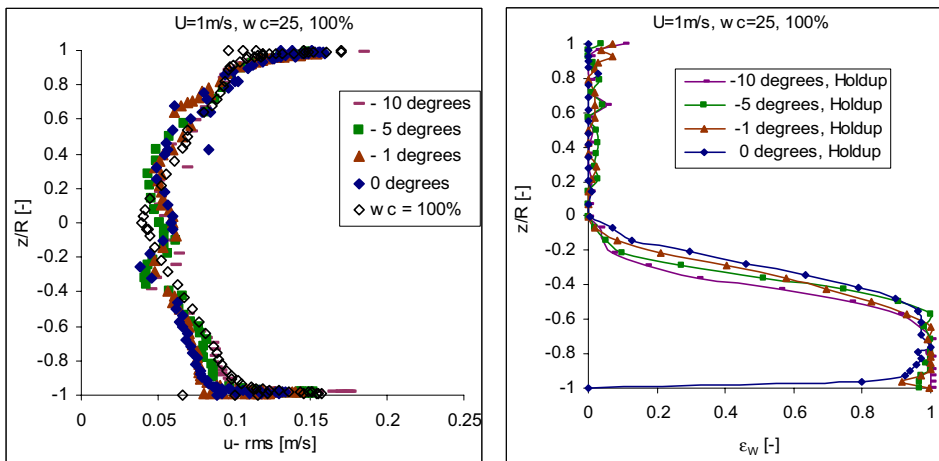 U=1m/s, wc=25, 100%
1
0.8
0.6
0.4
0.2
0
-0.2
-0.4
-0.6
-0.8
-1
z/R [-]
- 10 degrees
- 5 degrees
- 1 degrees
0 degrees
wc = 100%
0
0.05
0.1
0.15
0.2
0.25
u- rms [m/s]
U=1m/s, wc=25, 100%
1
0.8
0.6
0.4
0.2
0
-0.2
-0.4
-0.6
-0.8
-1
z/R [-]
-10 degrees, Holdup
-5 degrees, Holdup
-1 degrees, Holdup
0 degrees, Holdup
0
0.2
0.4
0.6
0.8
1
εW [-]